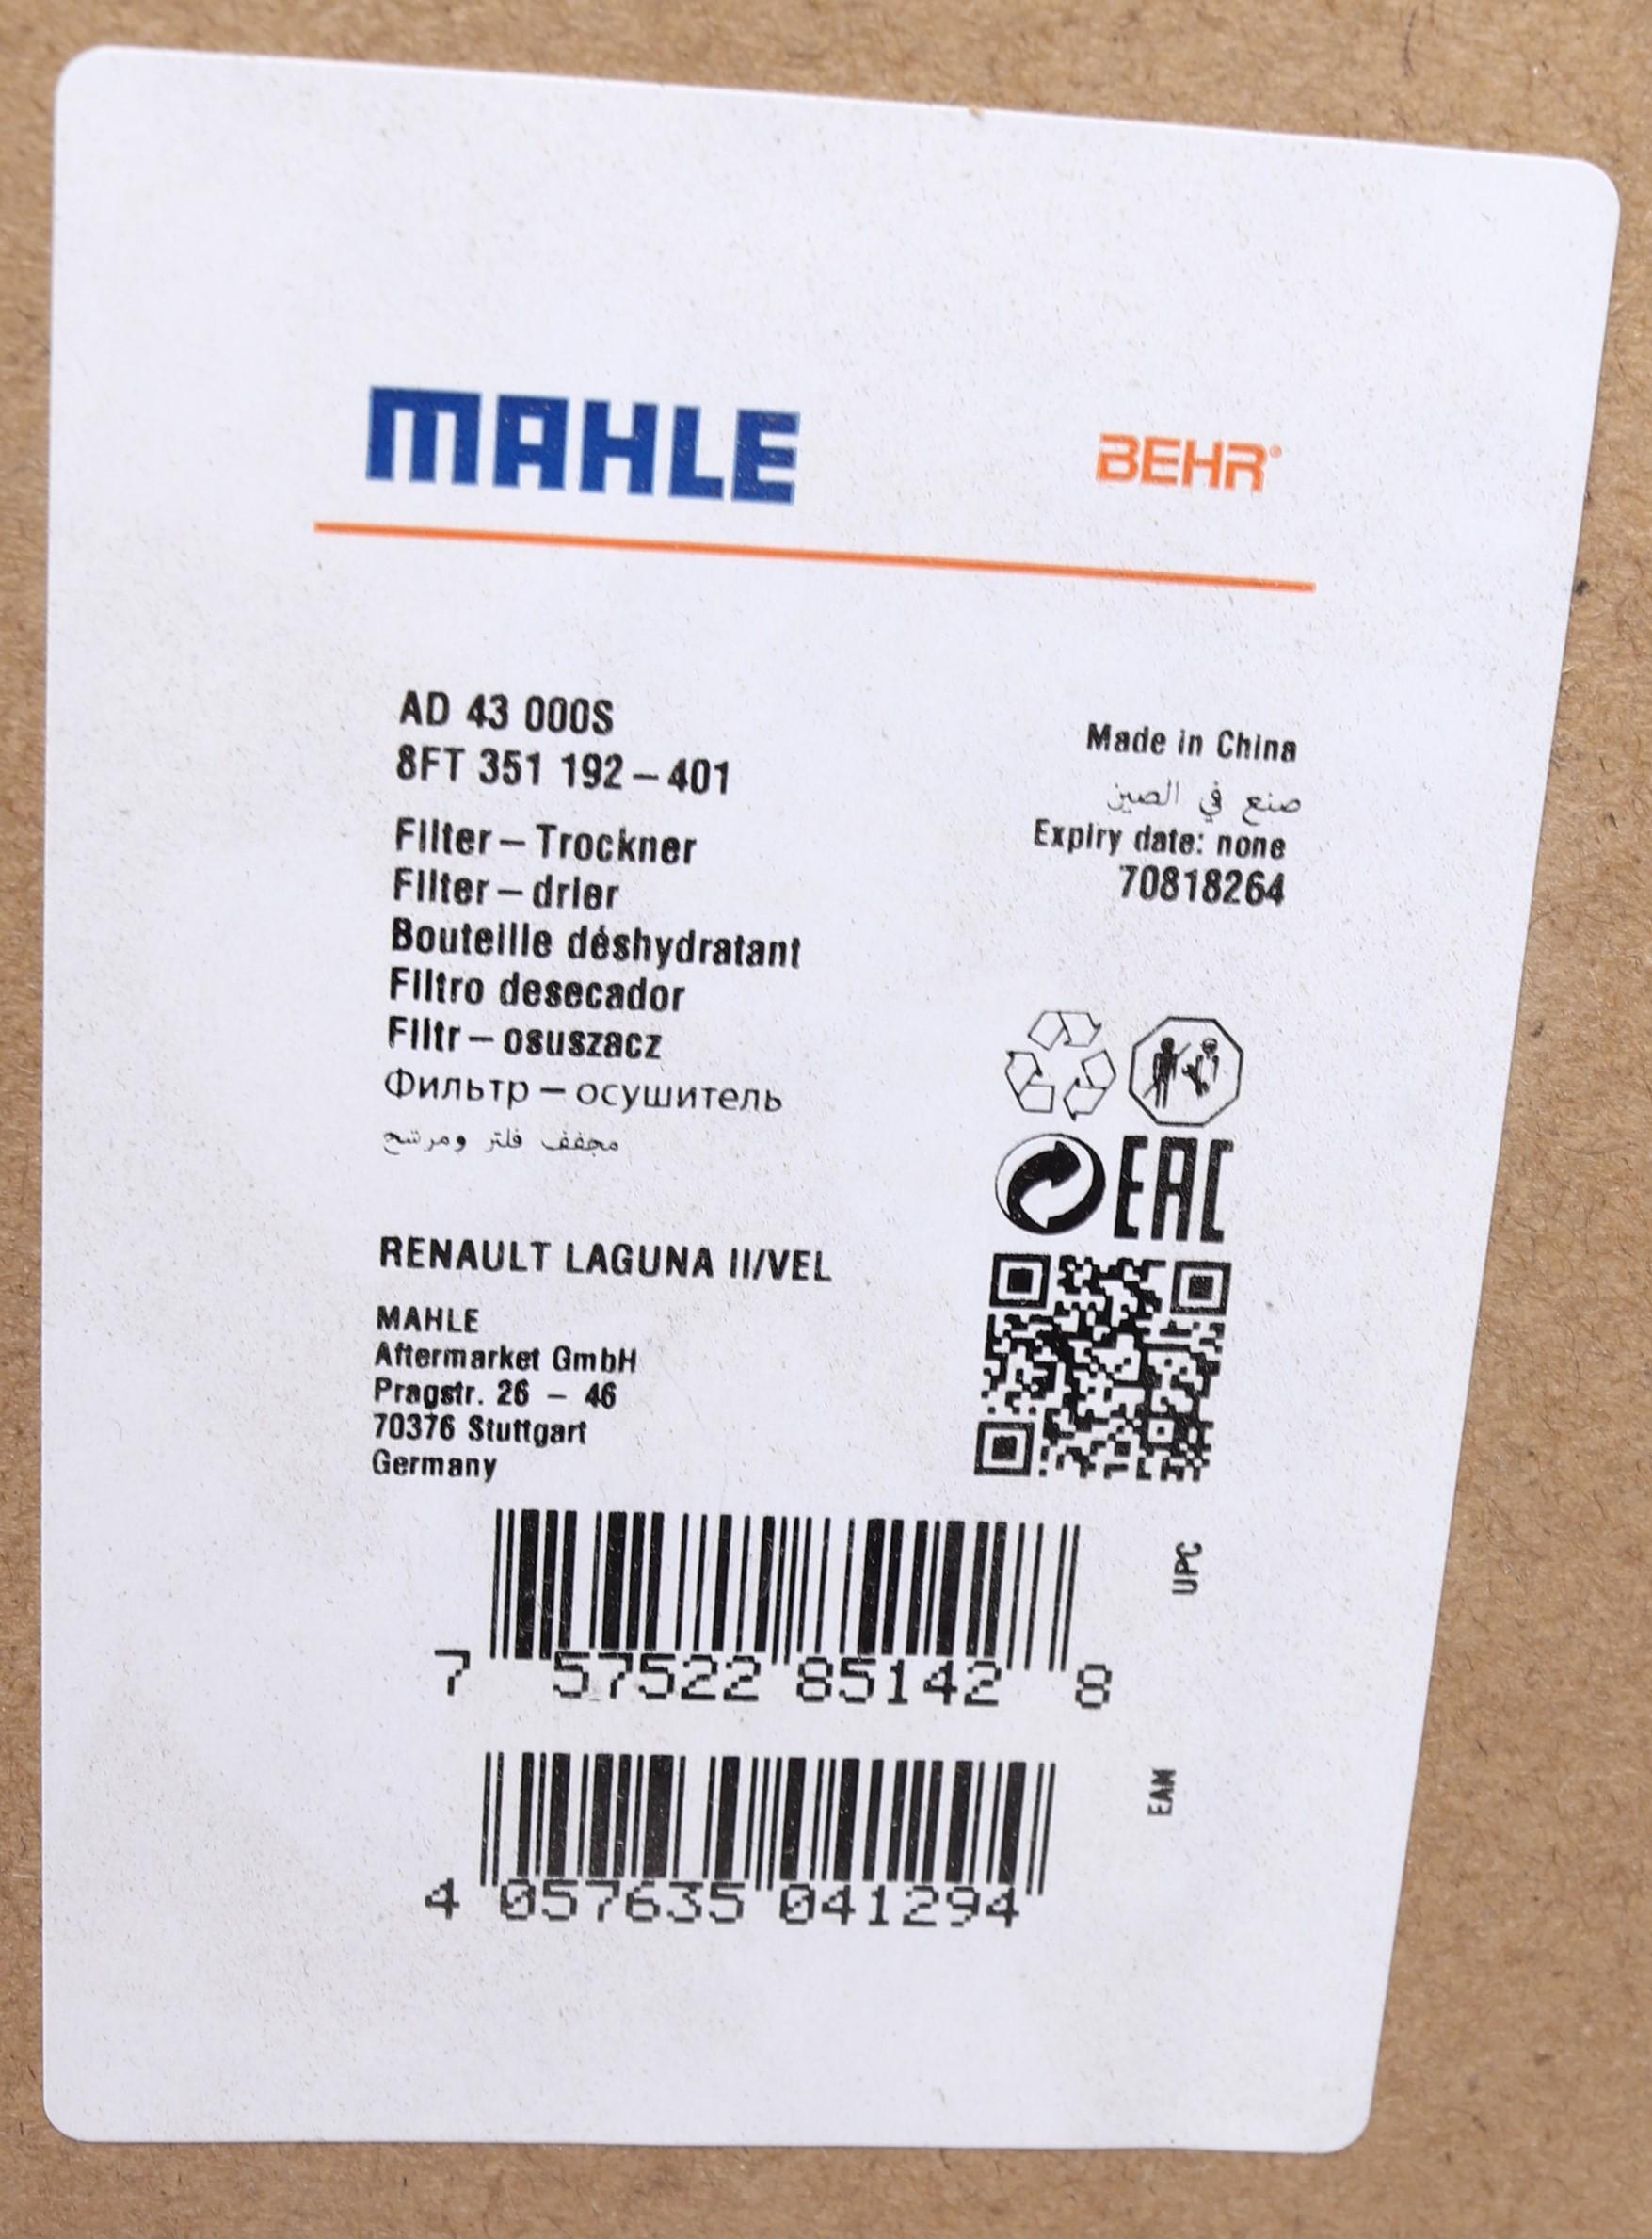 MAHLE
BEHR®
AD 43 000S
8FT 351 192-401
Filter-Trockner
Filter-drier
Bouteille déshydratant
Filtro desecador
Filtr-osuszacz
Фильтр-осушитель
مجفف فلتر ومرشح
Made in China
صنع في الصين
Expiry date: none
70818264
EAC
RENAULT LAGUNA II/VEL
MAHLE
Aftermarket GmbH
Pragstr. 26 - 46
70376 Stuttgart
Germany
UPC
7 57522 85142 8
EAN
4 057635 041294